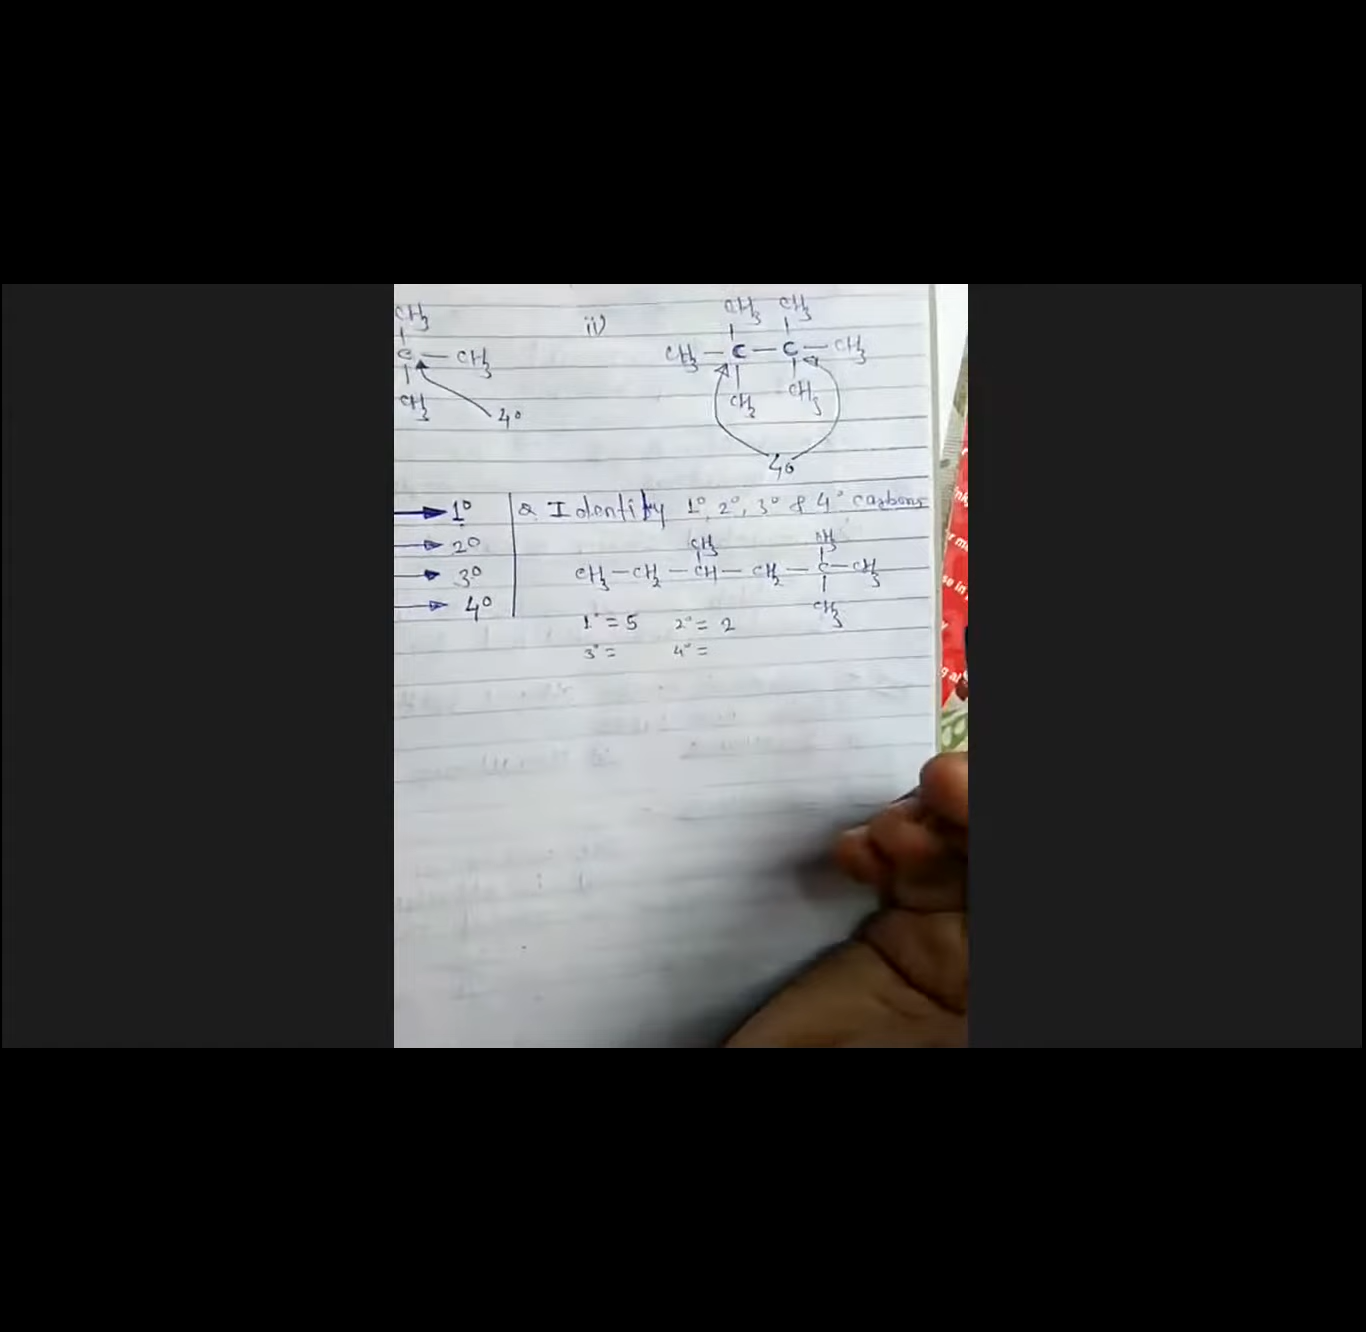 CH3
C — CH3
CH3
4°
ii)
CH3 CH3
CH3 — C — C — CH3
CH3 CH3
4°
→ 1°
→ 2°
→ 3°
→ 4°
Q Identify 1°, 2°, 3° & 4° carbons
CH3 CH3
CH3 — CH2 — CH — CH2 — C — CH3
CH3
1° = 5 2° = 2
3° = 4° =